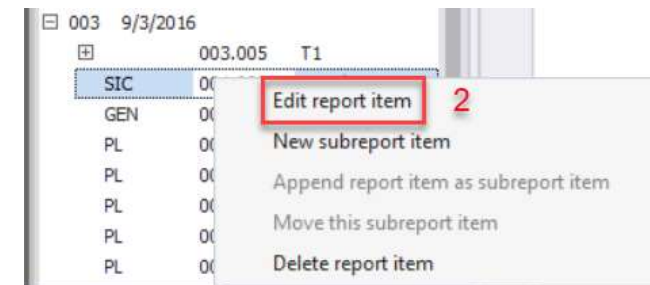 003 9/3/2016
003.005 T1
SIC
Edit report item 2
GEN
New subreport item
PL
Append report item as subreport item
PL
PL
Move this subreport item
PL
PL
Delete report item